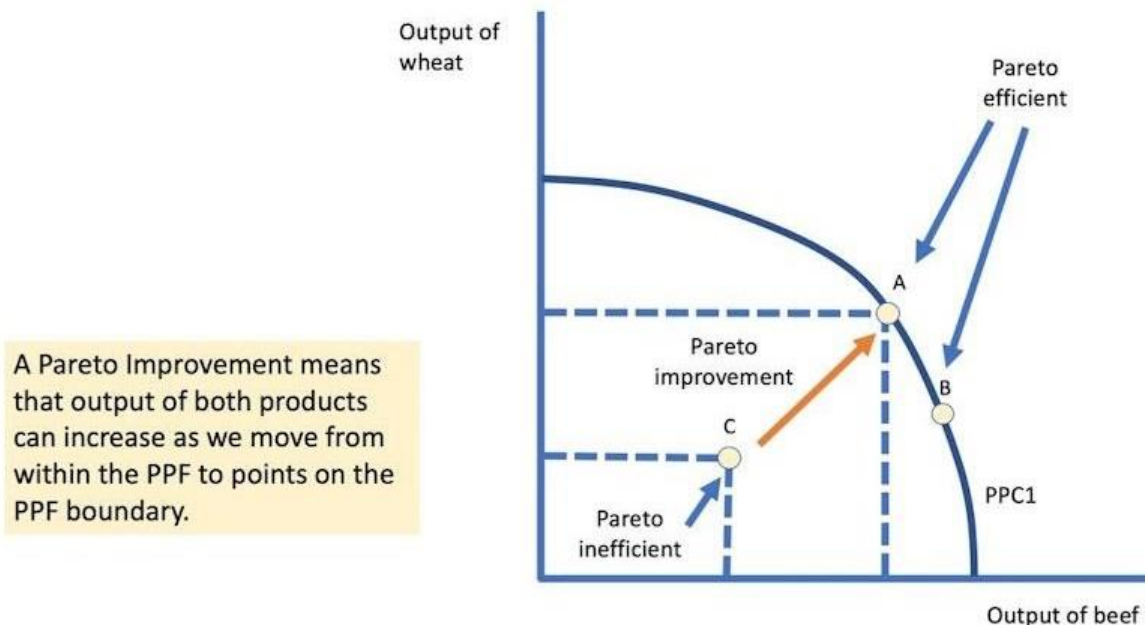 Output of
wheat
Pareto
efficient
A
Pareto
improvement
B
C
A Pareto Improvement means
that output of both products
can increase as we move from
within the PPF to points on the
PPF boundary.
PPC1
Pareto
inefficient
Output of beef